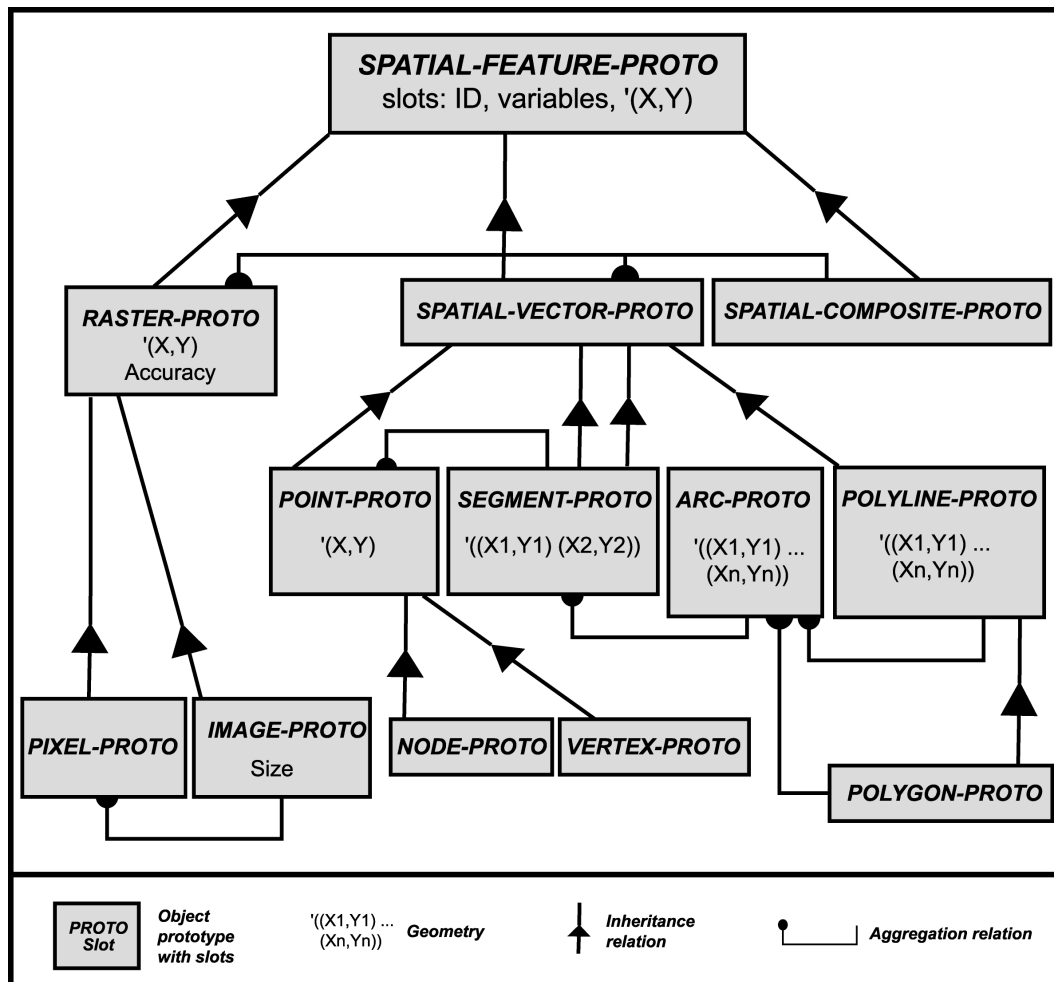 SPATIAL-FEATURE-PROTO
slots: ID, variables, '(X,Y)
RASTER-PROTO
'(X,Y)
Accuracy
SPATIAL-VECTOR-PROTO
SPATIAL-COMPOSITE-PROTO
POINT-PROTO
'(X,Y)
SEGMENT-PROTO
'((X1,Y1) (X2,Y2))
ARC-PROTO
'((X1,Y1) ...
(Xn,Yn))
POLYLINE-PROTO
'((X1,Y1) ...
(Xn,Yn))
PIXEL-PROTO
IMAGE-PROTO
Size
NODE-PROTO
VERTEX-PROTO
POLYGON-PROTO
PROTO
Slot
Object
prototype
with slots
'((X1,Y1) ...
(Xn,Yn))
Geometry
Inheritance
relation
Aggregation relation